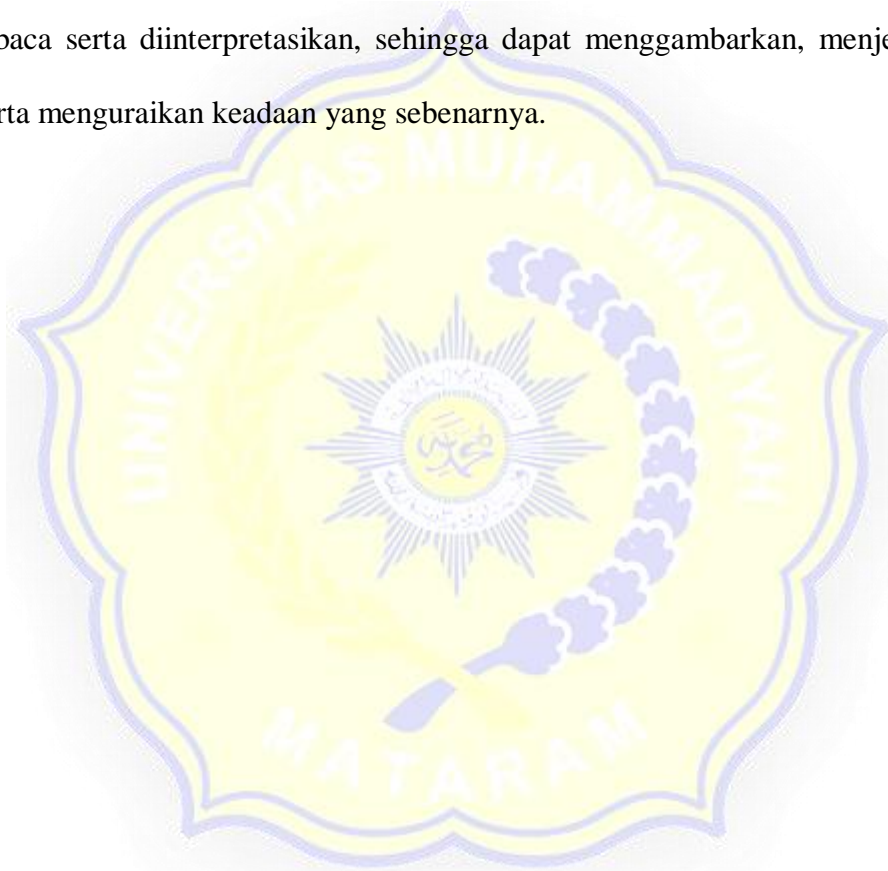 baca serta diinterpretasikan, sehingga dapat menggambarkan, menje
rta menguraikan keadaan yang sebenarnya.
UNIVERSITAS MUHAMMADIYAH
MATARAM